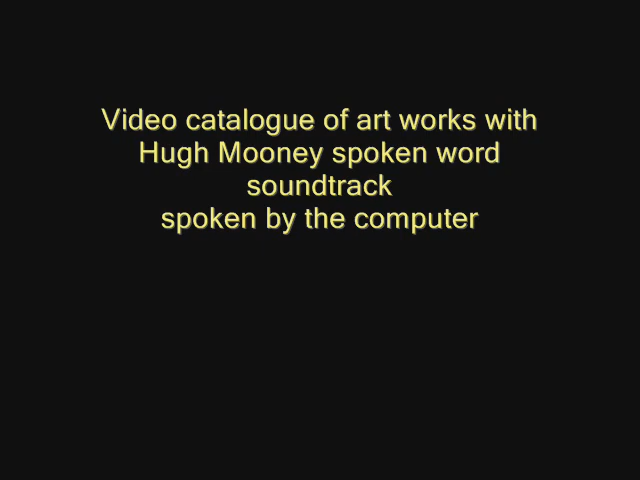 Video catalogue of art works with
Hugh Mooney spoken word
soundtrack
spoken by the computer